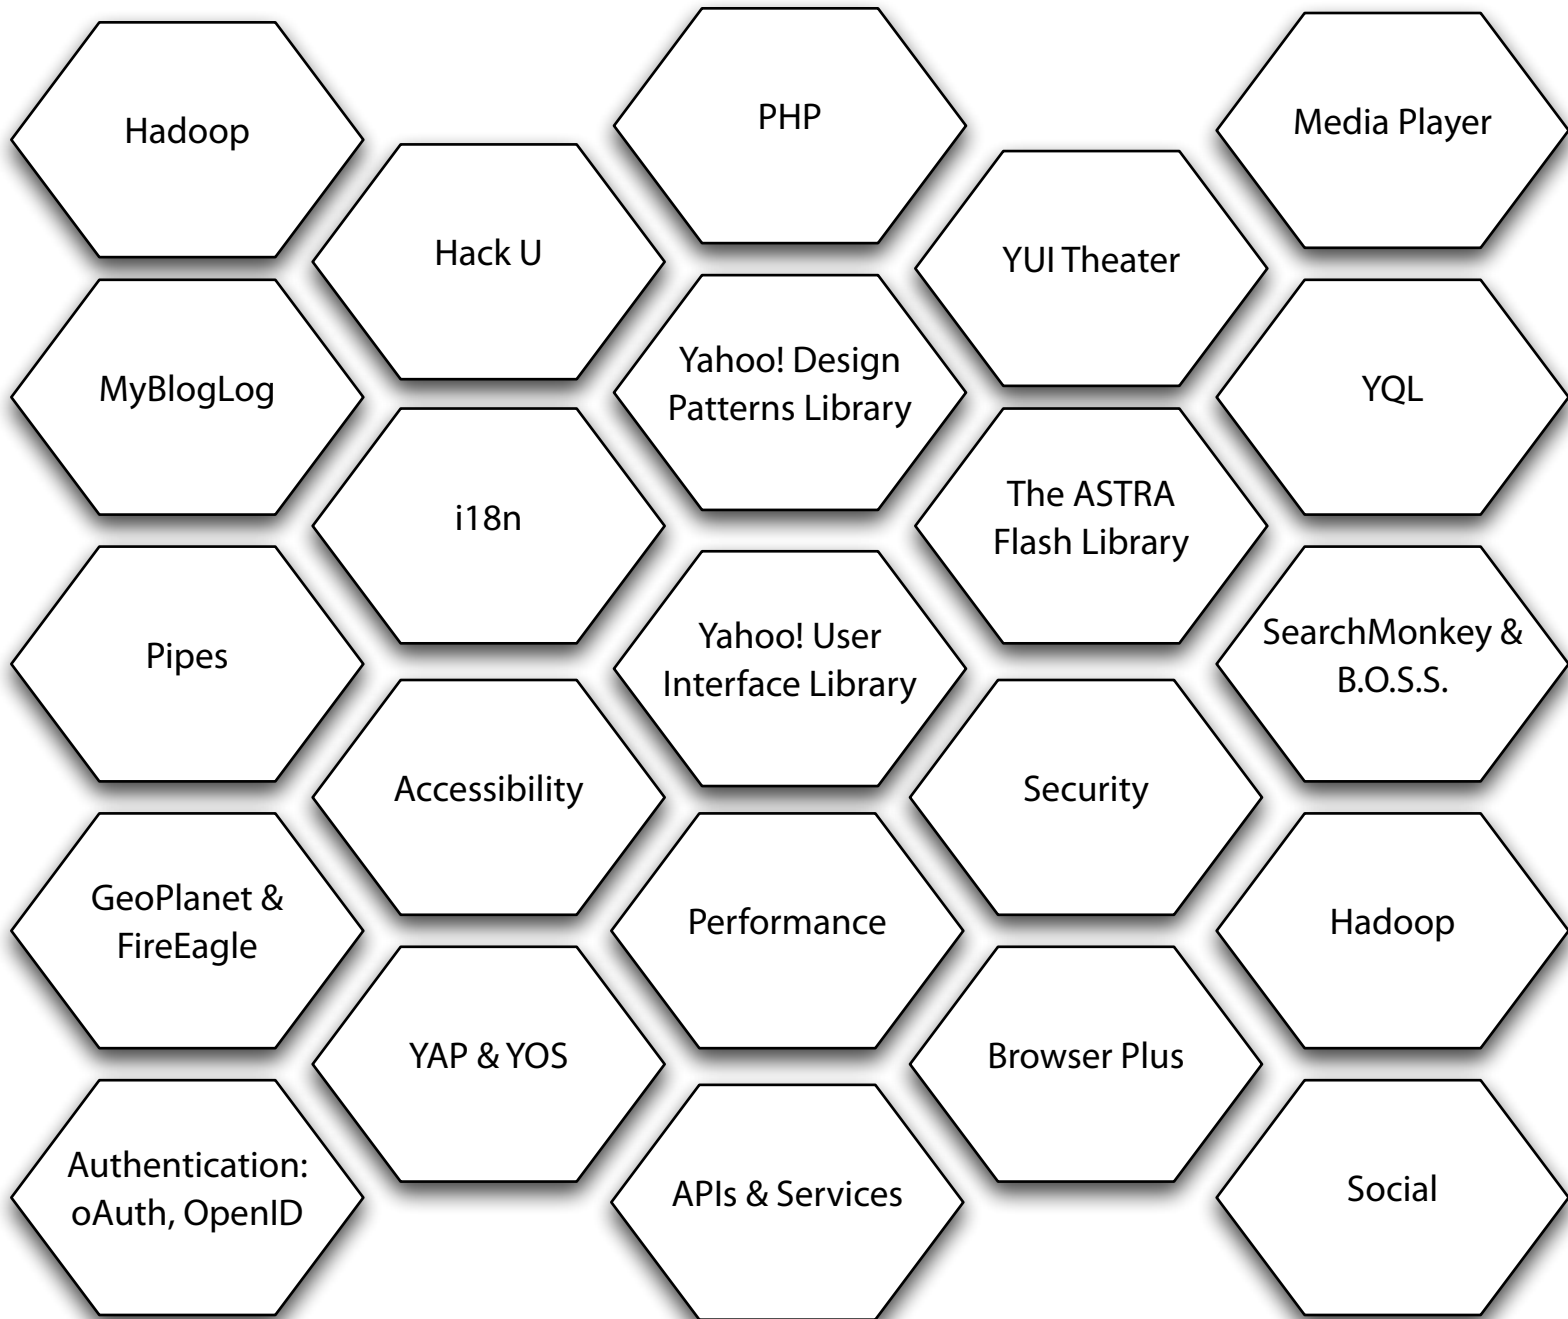 Hadoop
PHP
Media Player
Hack U
YUI Theater
MyBlogLog
Yahoo! Design
Patterns Library
YQL
i18n
The ASTRA
Flash Library
Pipes
Yahoo! User
Interface Library
SearchMonkey &
B.O.S.S.
Accessibility
Security
GeoPlanet &
FireEagle
Performance
Hadoop
YAP & YOS
Browser Plus
Authentication:
oAuth, OpenID
APIs & Services
Social